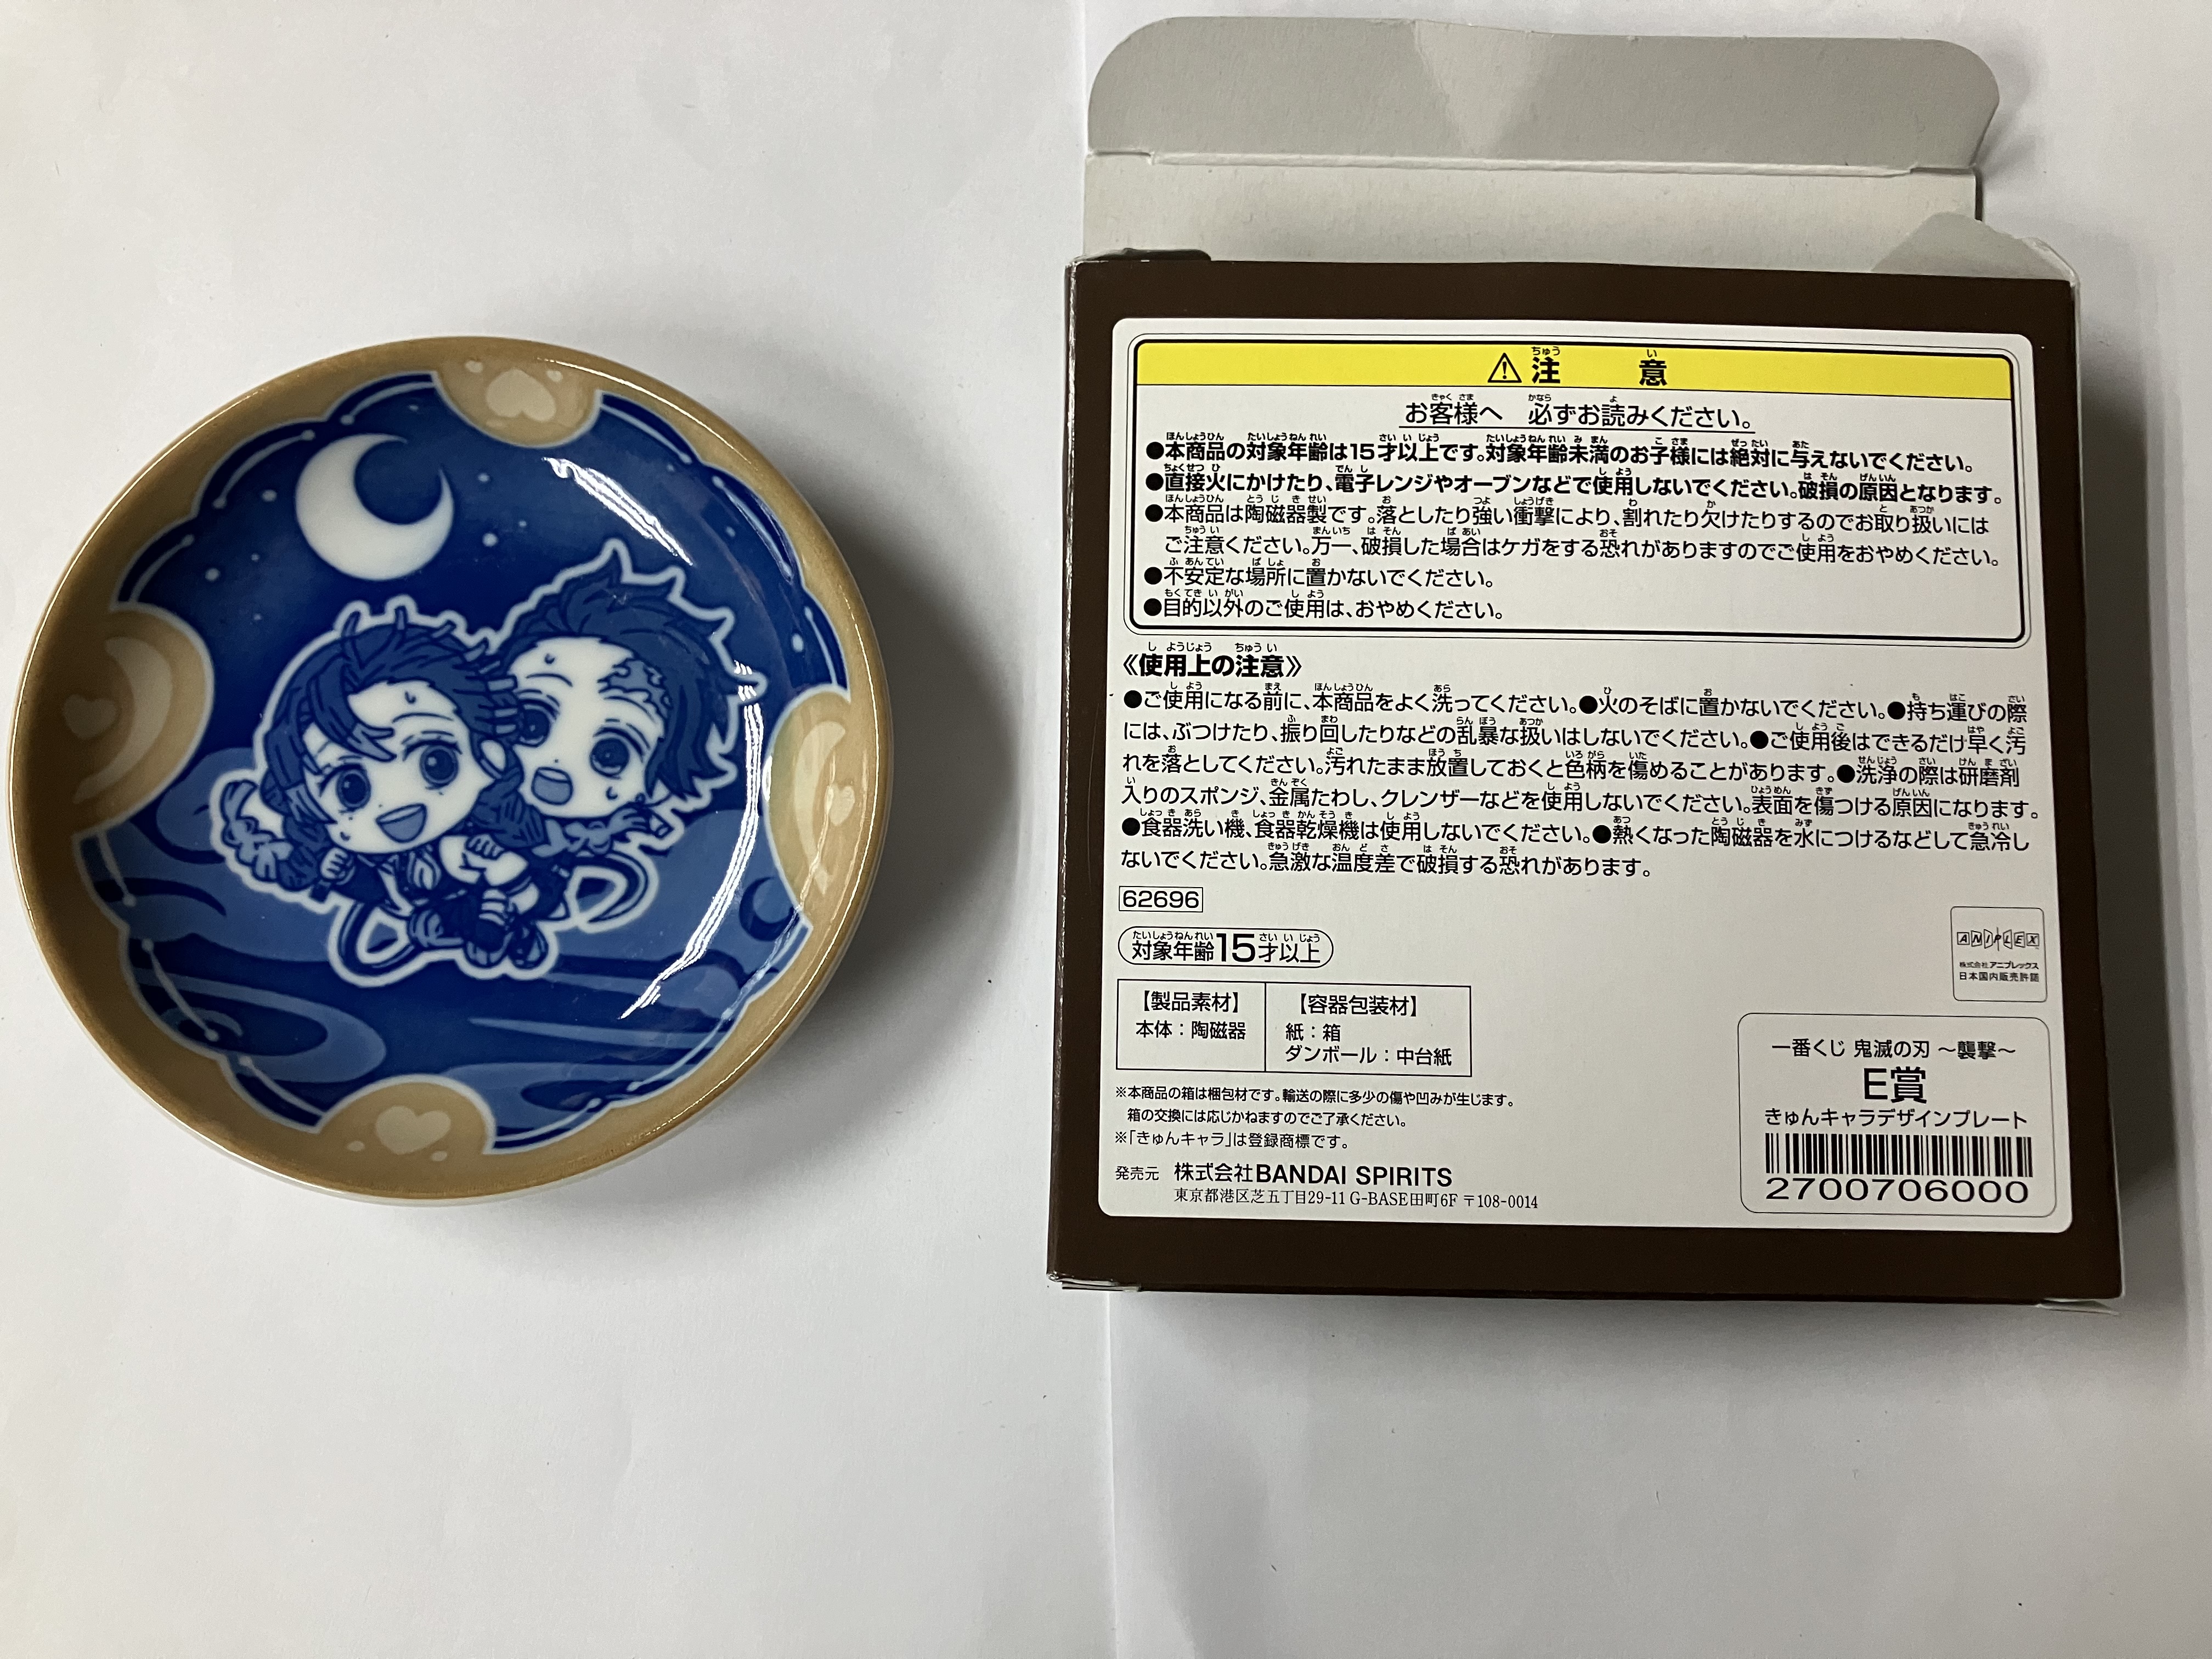 ⚠注意
お客様へ 必ずお読みください。
●本商品の対象年齢は15才以上です。対象年齢未満のお子様には絶対に与えないでください。
●直接火にかけたり、電子レンジやオーブンなどで使用しないでください。破損の原因となります。
●本商品は陶磁器製です。落としたり強い衝撃により、割れたり欠けたりするのでお取り扱いには
ご注意ください。万一、破損した場合はケガをする恐れがありますのでご使用をおやめください。
●不安定な場所に置かないでください。
●目的以外のご使用は、おやめください。
《使用上の注意》
●ご使用になる前に、本商品をよく洗ってください。●火のそばに置かないでください。●持ち運びの際
には、ぶつけたり、振り回したりなどの乱暴な扱いはしないでください。●ご使用後はできるだけ早く汚
れを落としてください。汚れたまま放置しておくと色柄を傷めることがあります。●洗浄の際は研磨剤
入りのスポンジ、金属たわし、クレンザーなどを使用しないでください。表面を傷つける原因になります。
●食器洗い機、食器乾燥機は使用しないでください。●熱くなった陶磁器を水につけるなどして急冷し
ないでください。急激な温度差で破損する恐れがあります。
62696
対象年齢15才以上
【製品素材】
本体：陶磁器
【容器包装材】
紙：箱
ダンボール：中台紙
※本商品の箱は梱包材です。輸送の際に多少の傷や凹みが生じます。
箱の交換には応じかねますのでご了承ください。
※「きゅんキャラ」は登録商標です。
発売元 株式会社BANDAI SPIRITS
東京都港区芝五丁目29-11 G-BASE田町6F 〒108-0014
ANIPLEX
株式会社アニプレックス
日本国内販売許諾
一番くじ 鬼滅の刃 ～襲撃～
E賞
きゅんキャラデザインプレート
2700706000